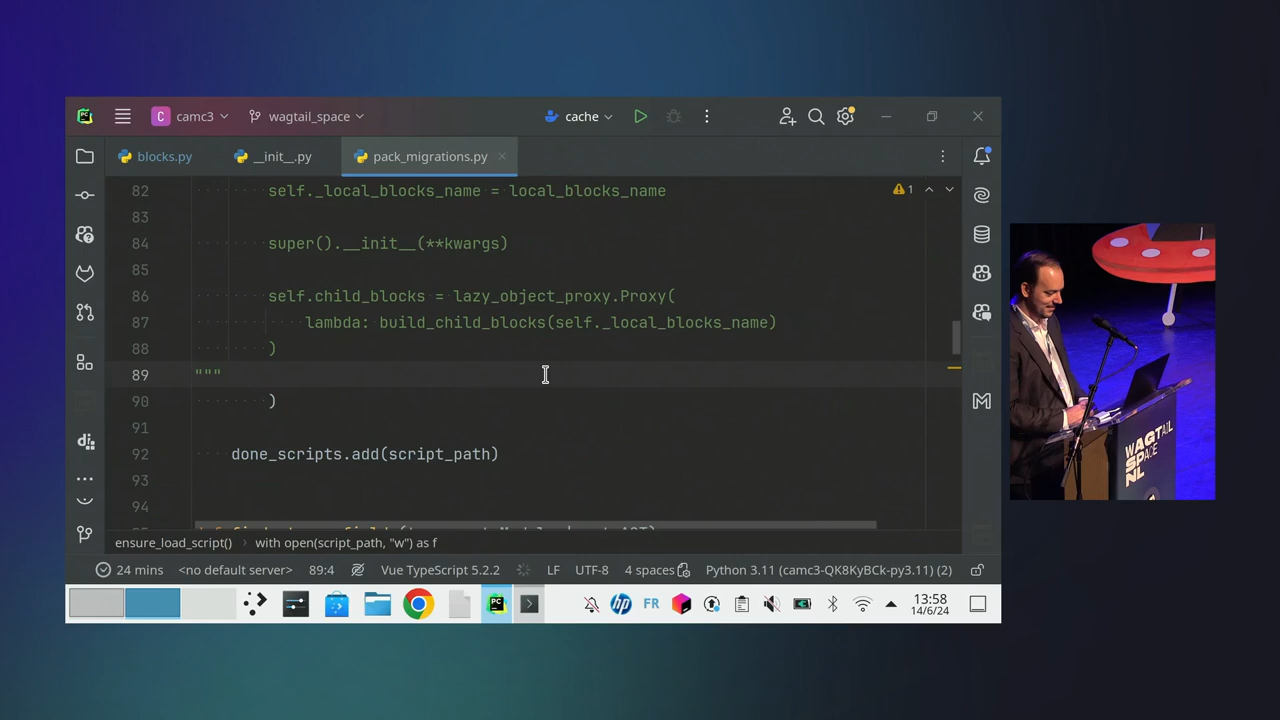 PC
C camc3
wagtail_space
cache
blocks.py
__init__.py
pack_migrations.py
82 self._local_blocks_name = local_blocks_name
1
83
84 super().__init__(**kwargs)
85
86 self.child_blocks = lazy_object_proxy.Proxy(
87 lambda: build_child_blocks(self._local_blocks_name)
88 )
89 """
90 )
91
92 done_scripts.add(script_path)
93
94
ensure_load_script() › with open(script_path, "w") as f
24 mins <no default server> 89:4 Vue TypeScript 5.2.2 LF UTF-8 4 spaces Python 3.11 (camc3-QK8KyBCk-py3.11) (2)
PC
hp
FR
13:58
14/6/24
WAGTAIL
SPACE
NL